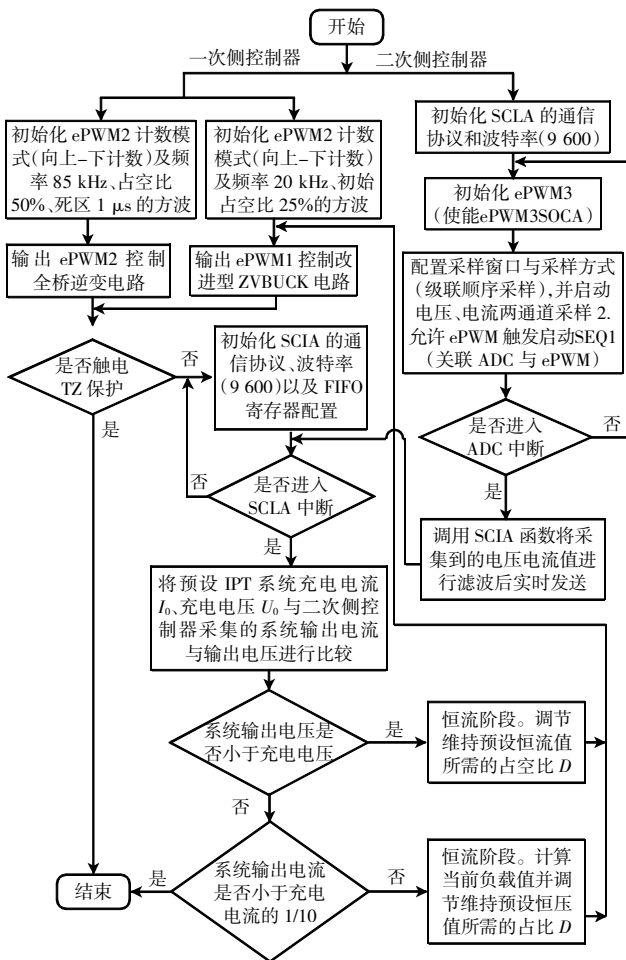 开始
一次侧控制器
二次侧控制器
初始化 ePWM2 计数模
式(向上-下计数)及频
率 85 kHz、占空比
50%、死区 1 μs 的方波
初始化 ePWM2 计数
模式(向上-下计数)
及频率 20 kHz、初始
占空比 25%的方波
初始化 SCLA 的通信
协议和波特率(9 600)
初始化 ePWM3
(使能ePWM3SOCA)
输出 ePWM2 控制
全桥逆变电路
输出 ePWM1 控制改
进型 ZVBUCK 电路
配置采样窗口与采样方式
(级联顺序采样),并启动
电压、电流两通道采样 2.
允许 ePWM 触发启动SEQ1
(关联 ADC 与 ePWM)
是否触电
TZ 保护
否
是
初始化 SCIA 的通
信协议、波特率
(9 600)以及 FIFO
寄存器配置
是否进入
ADC 中断
否
是
是否进入
SCLA 中断
否
是
调用 SCIA 函数将采
集到的电压电流值进
行滤波后实时发送
将预设 IPT 系统充电电流
I₀、充电电压 U₀ 与二次侧控
制器采集的系统输出电流
与输出电压进行比较
系统输出电压是
否小于充电电压
是
否
恒流阶段。调节
维持预设恒流值
所需的占空比 D
系统输出电流
是否小于充电
电流的 1/10
是
否
恒流阶段。计算
当前负载值并调
节维持预设恒压
值所需的占比 D
结束